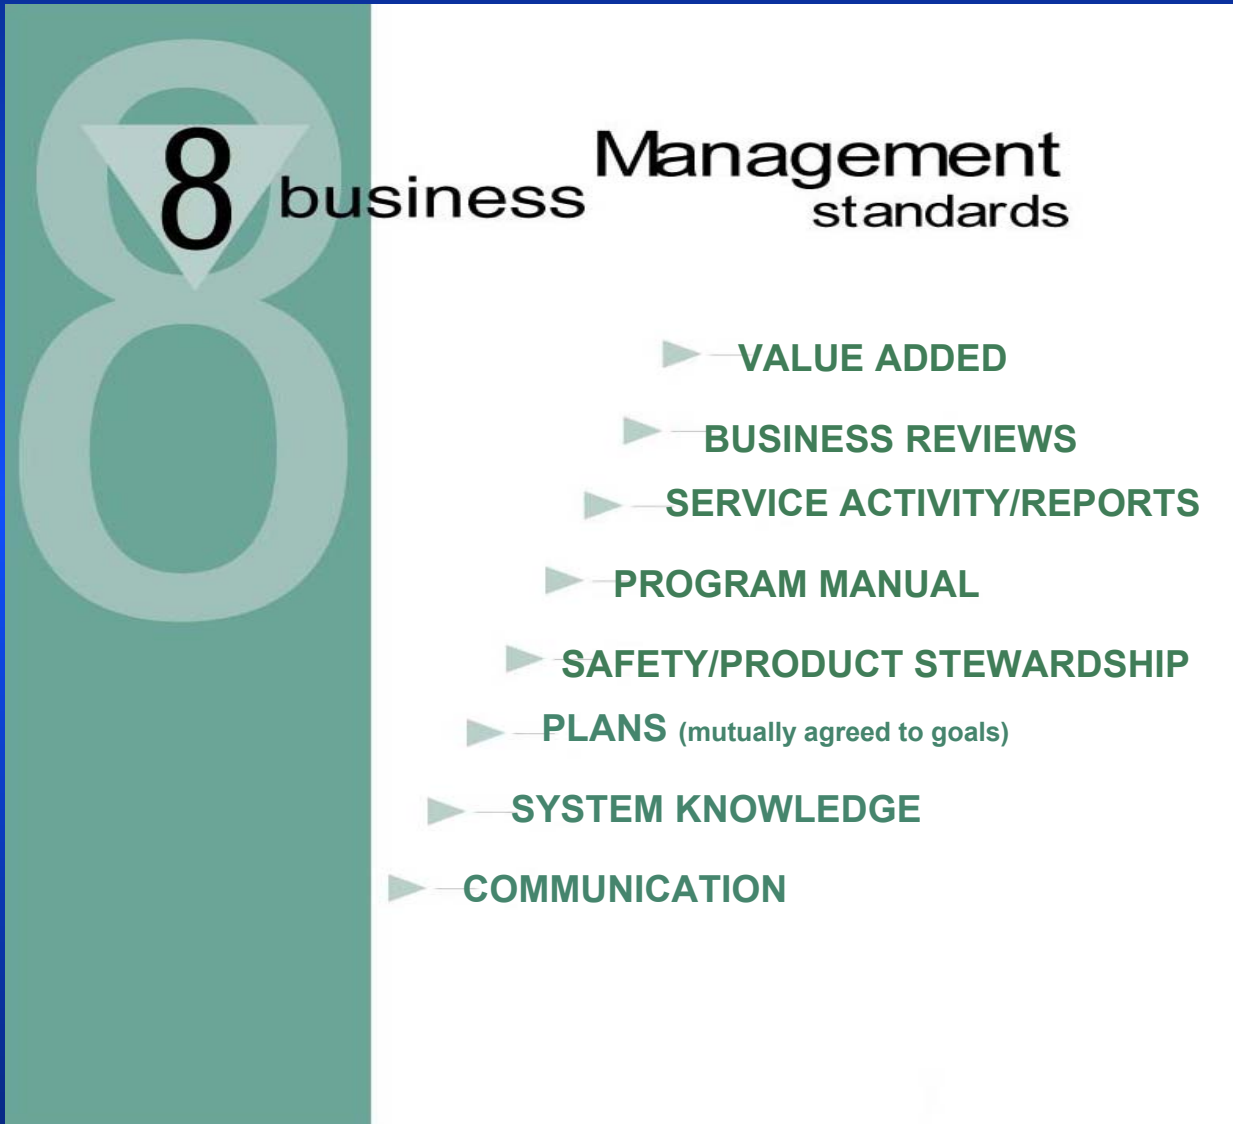 8 business Management
standards
VALUE ADDED
BUSINESS REVIEWS
SERVICE ACTIVITY/REPORTS
PROGRAM MANUAL
SAFETY/PRODUCT STEWARDSHIP
PLANS (mutually agreed to goals)
SYSTEM KNOWLEDGE
COMMUNICATION